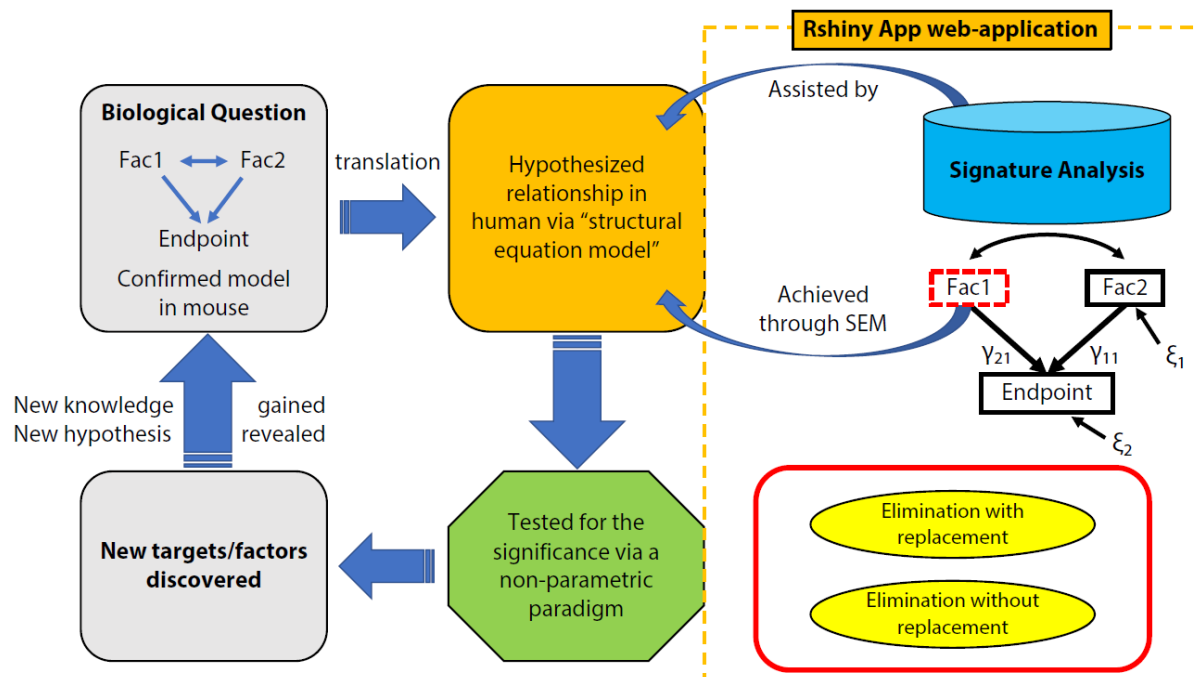 Rshiny App web-application
Biological Question
Fac1
Fac2
Endpoint
Confirmed model
in mouse
translation
Hypothesized
relationship in
human via “structural
equation model”
Assisted by
Signature Analysis
Achieved
through SEM
Fac1
Fac2
γ21
γ11
ξ1
Endpoint
ξ2
New knowledge gained
New hypothesis revealed
New targets/factors
discovered
Tested for the
significance via a
non-parametric
paradigm
Elimination with
replacement
Elimination without
replacement